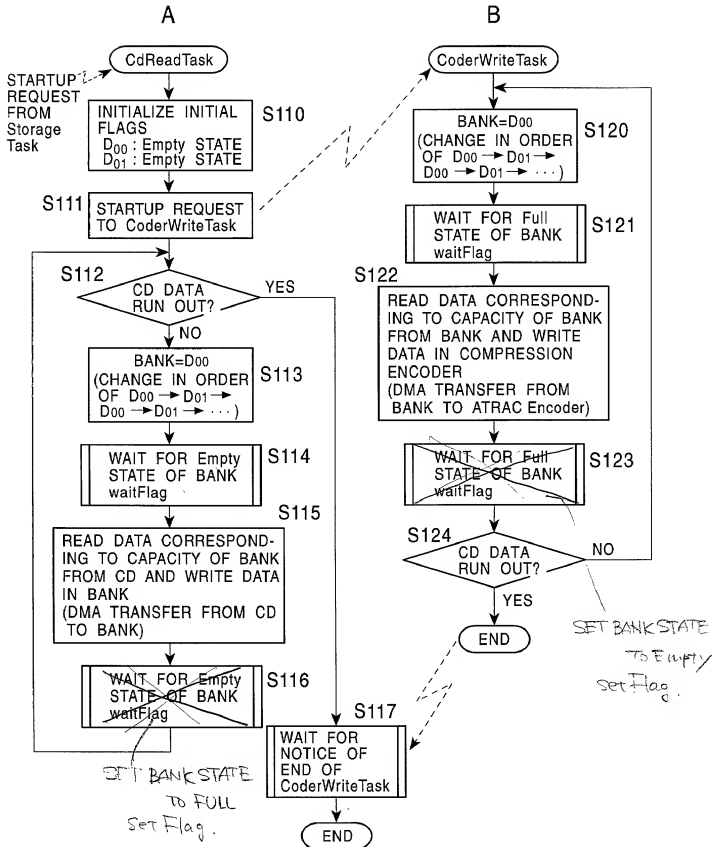 A
CdReadTask
STARTUP
REQUEST
FROM
Storage
Task
INITIALIZE INITIAL
FLAGS
D00 : Empty STATE
D01 : Empty STATE
S110
S111
STARTUP REQUEST
TO CoderWriteTask
S112
CD DATA
RUN OUT?
YES
NO
BANK=D00
(CHANGE IN ORDER
OF D00 → D01 →
D00 → D01 → ···)
S113
WAIT FOR Empty
STATE OF BANK
waitFlag
S114
S115
READ DATA CORRESPOND-
ING TO CAPACITY OF BANK
FROM CD AND WRITE DATA
IN BANK
(DMA TRANSFER FROM CD
TO BANK)
WAIT FOR Empty
STATE OF BANK
waitFlag
S116
SET BANK STATE
TO FULL
set Flag.
S117
WAIT FOR
NOTICE OF
END OF
CoderWriteTask
END
B
CoderWriteTask
BANK=D00
(CHANGE IN ORDER
OF D00 → D01 →
D00 → D01 → ···)
S120
WAIT FOR Full
STATE OF BANK
waitFlag
S121
S122
READ DATA CORRESPOND-
ING TO CAPACITY OF BANK
FROM BANK AND WRITE
DATA IN COMPRESSION
ENCODER
(DMA TRANSFER FROM
BANK TO ATRAC Encoder)
WAIT FOR Full
STATE OF BANK
waitFlag
S123
S124
CD DATA
RUN OUT?
NO
YES
END
SET BANK STATE
TO Empty
set Flag.